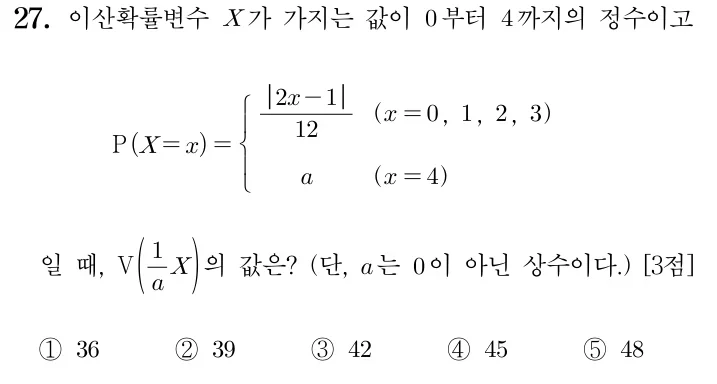 27. 이산확률변수 X가 가지는 값이 0부터 4까지의 정수이고
P(X=x)= { |2x-1|/12 (x=0, 1, 2, 3)
a (x=4)
일 때, V(1/a X)의 값은? (단, a는 0이 아닌 상수이다.) [3점]
① 36 ② 39 ③ 42 ④ 45 ⑤ 48